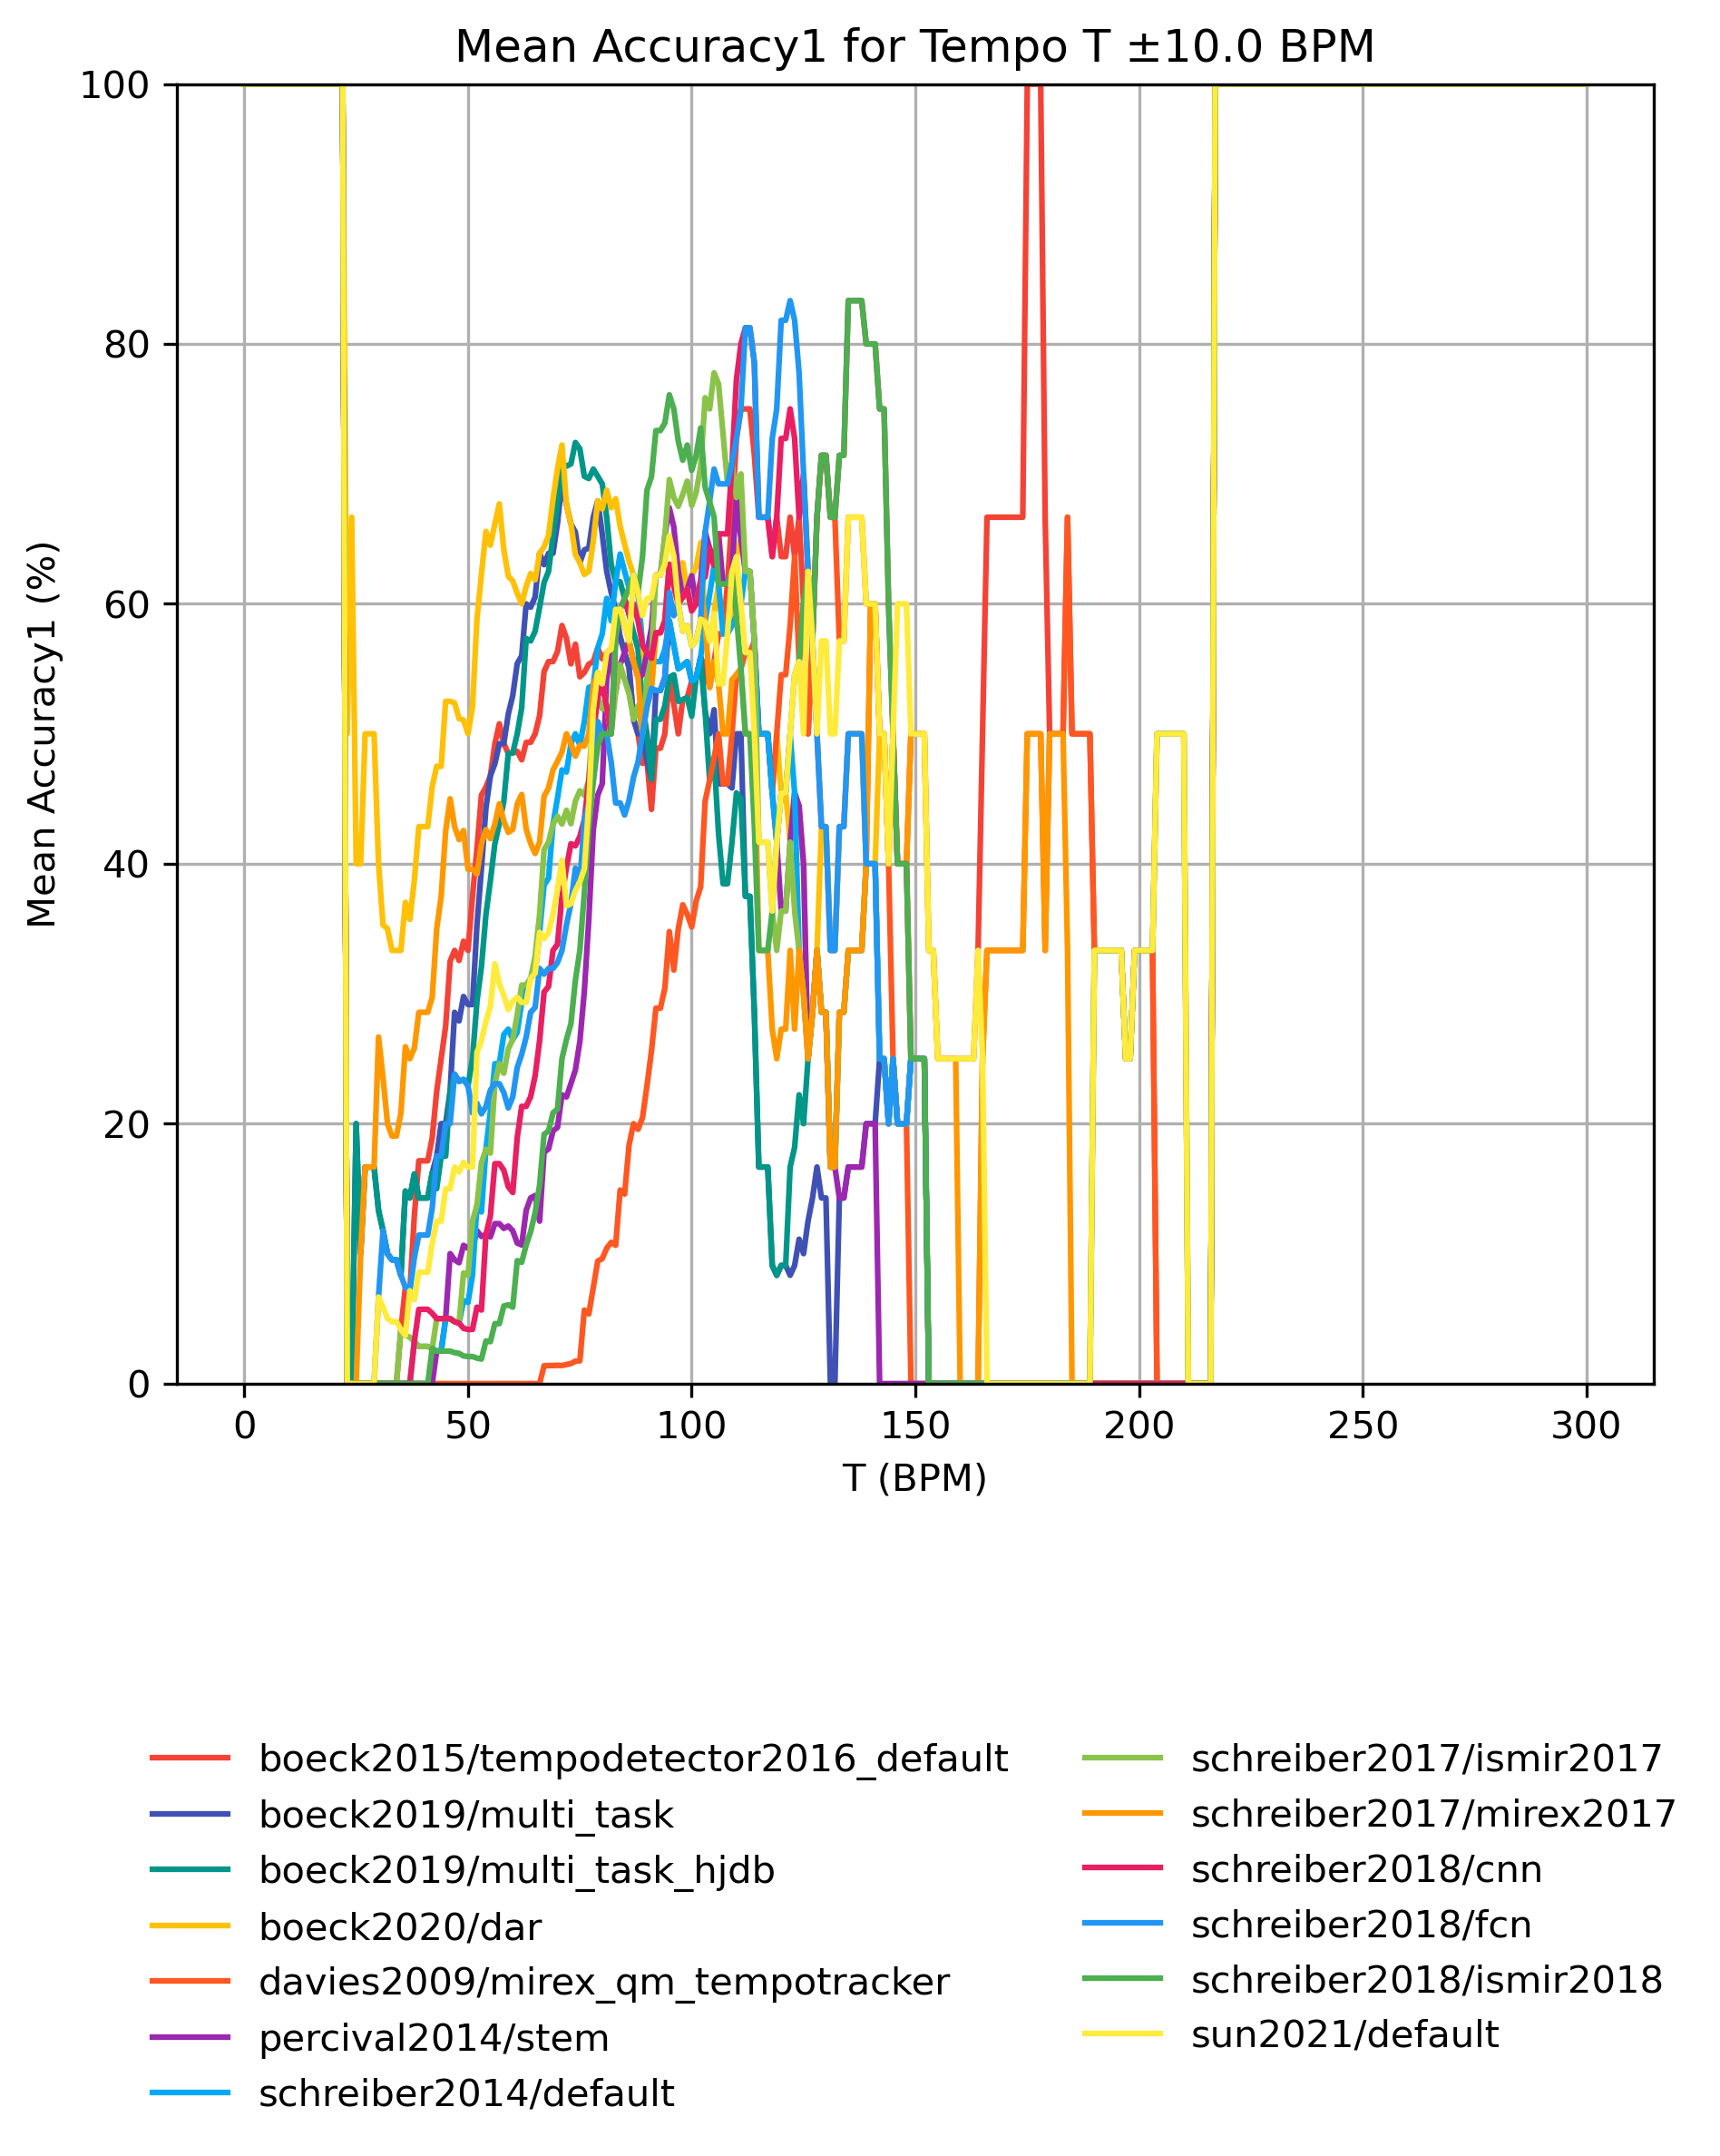 Mean Accuracy1 for Tempo T ±10.0 BPM
100
80
60
40
20
0
Mean Accuracy1 (%)
0 50 100 150 200 250 300
T (BPM)
boeck2015/tempodetector2016_default
boeck2019/multi_task
boeck2019/multi_task_hjdb
boeck2020/dar
davies2009/mirex_qm_tempotracker
percival2014/stem
schreiber2014/default
schreiber2017/ismir2017
schreiber2017/mirex2017
schreiber2018/cnn
schreiber2018/fcn
schreiber2018/ismir2018
sun2021/default